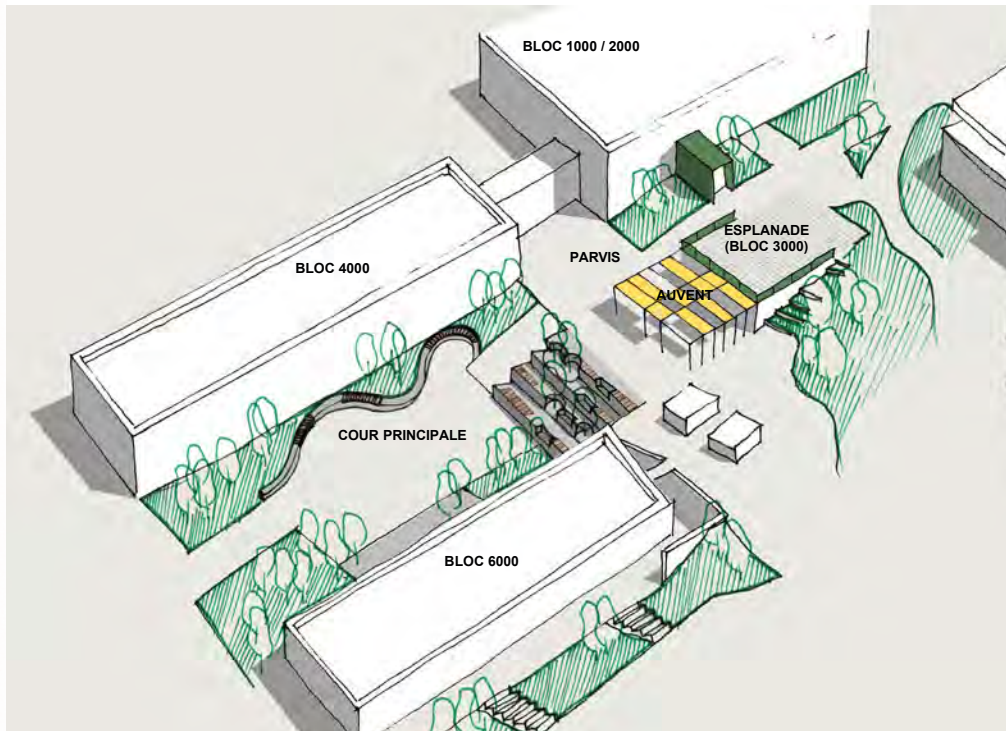 BLOC 1000 / 2000
ESPLANADE
(BLOC 3000)
PARVIS
BLOC 4000
AUVENT
COUR PRINCIPALE
BLOC 6000